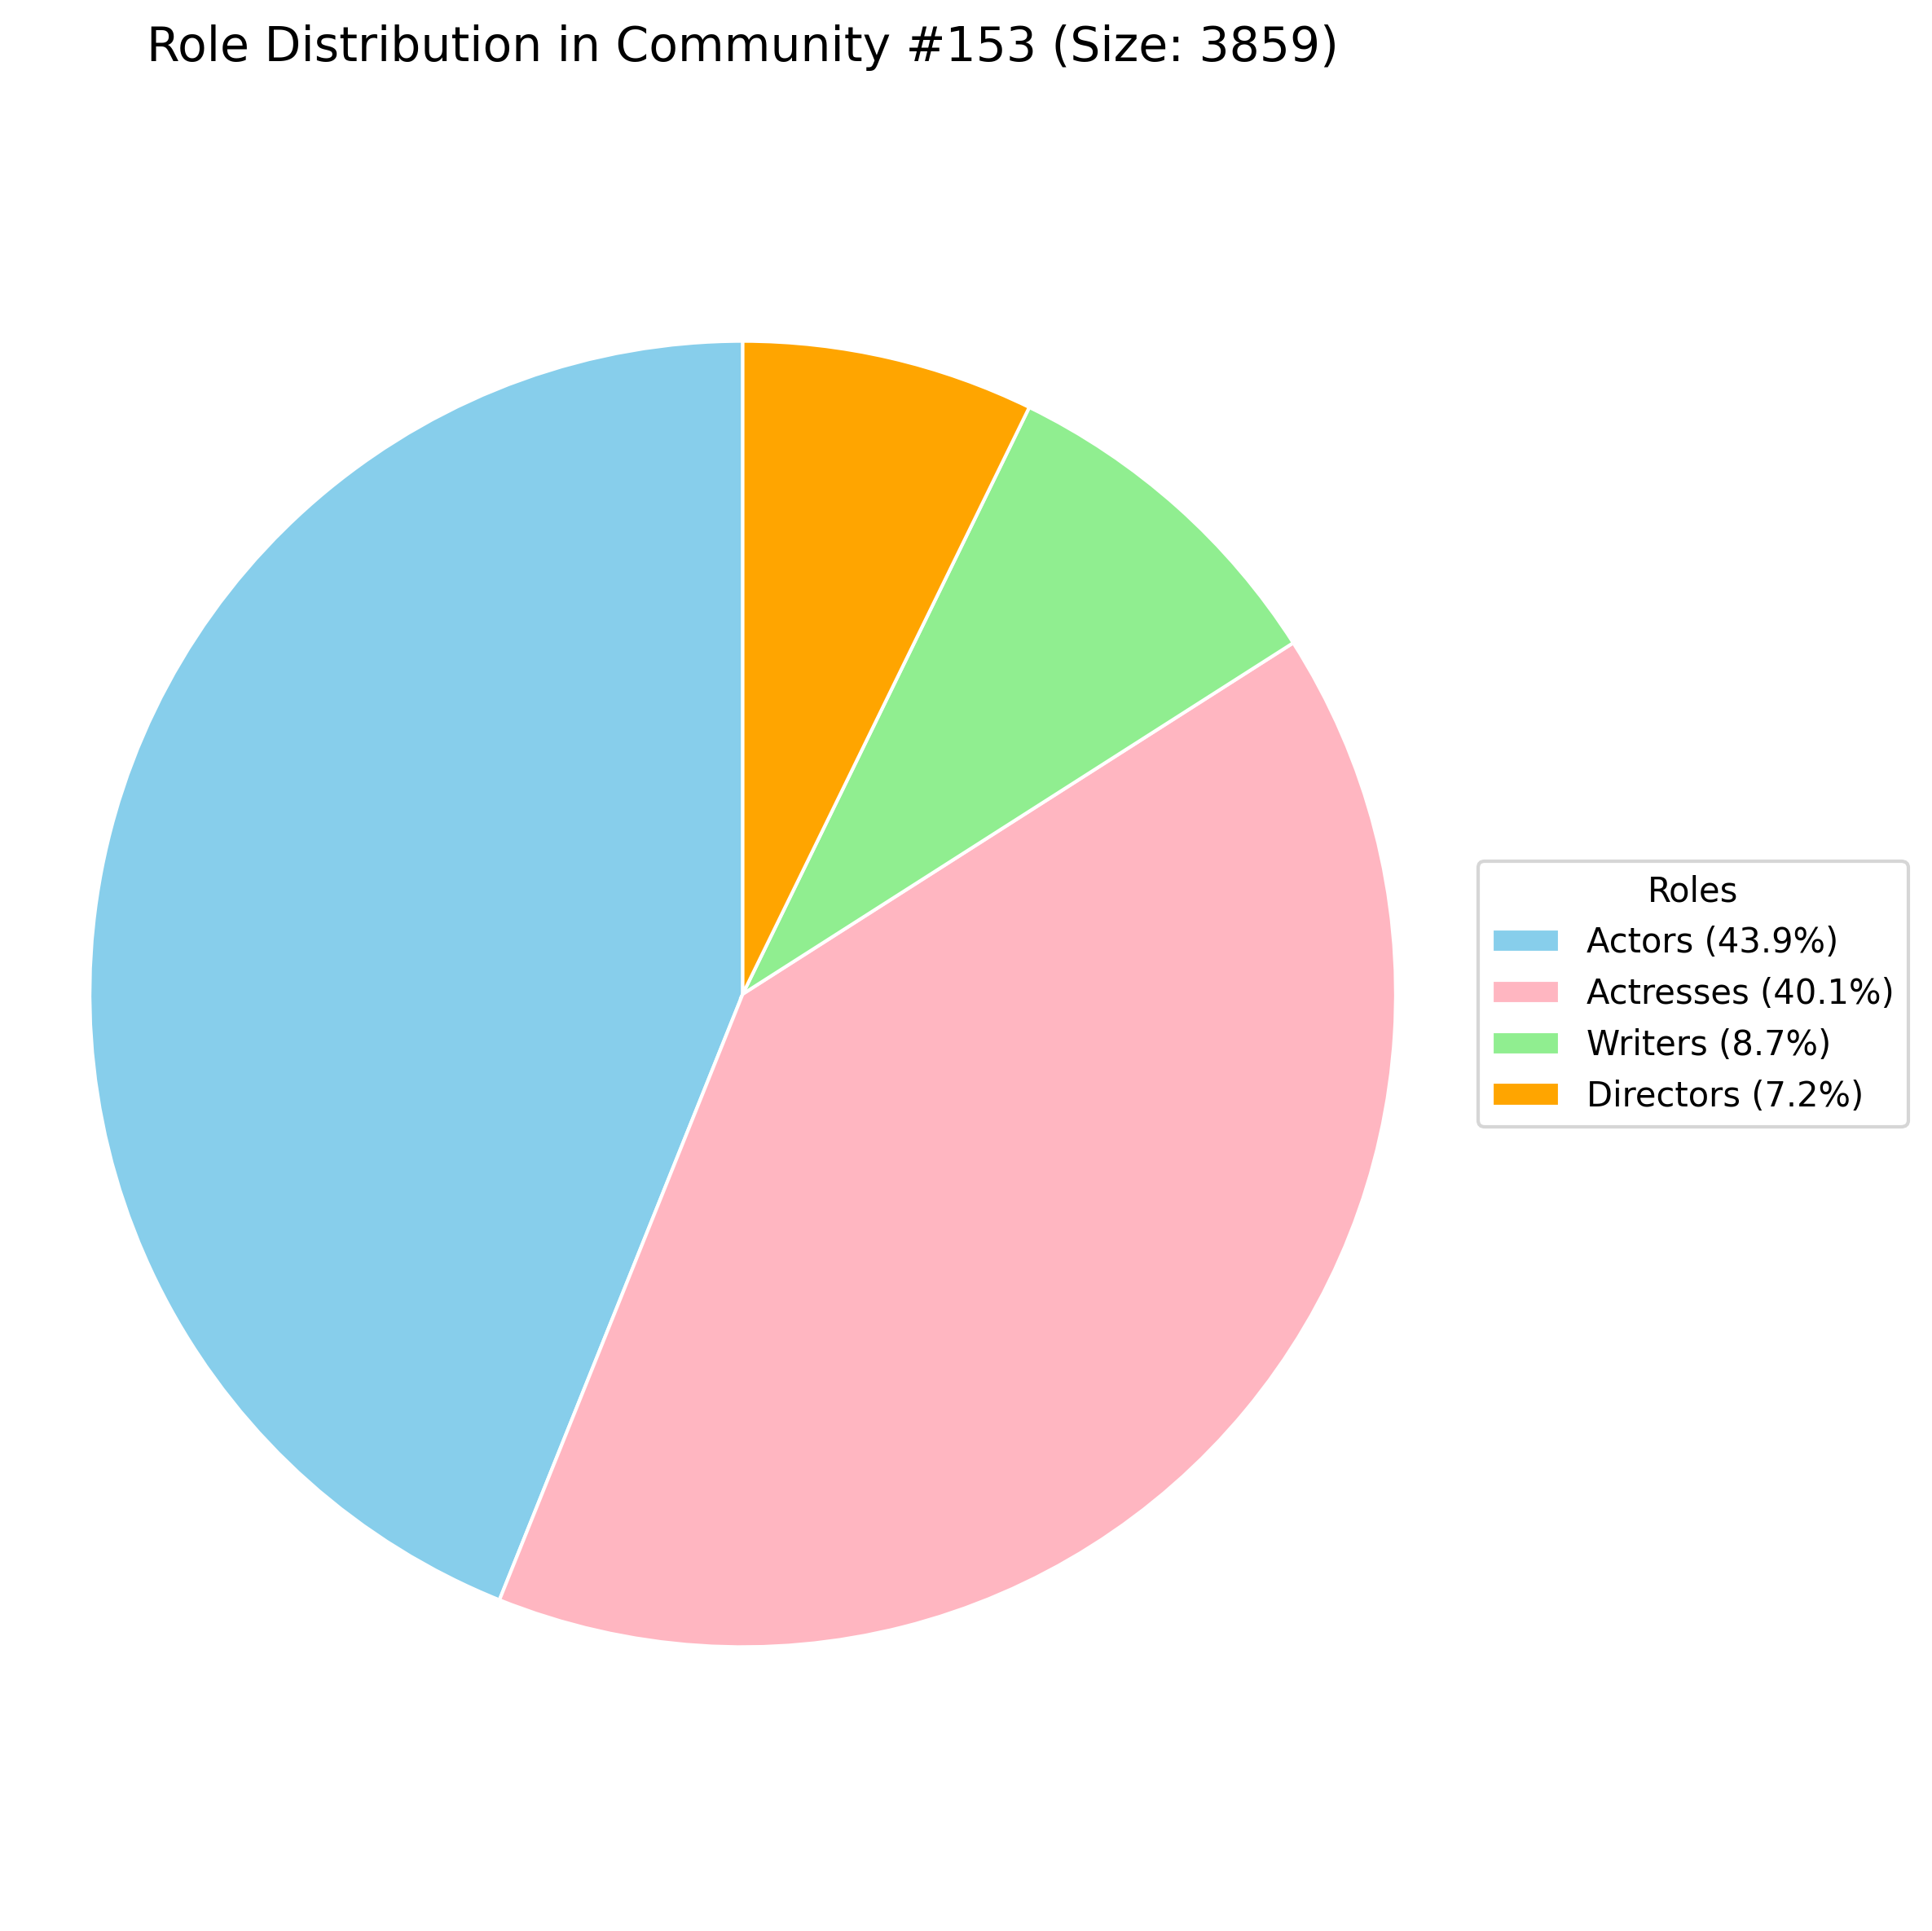 Role Distribution in Community #153 (Size: 3859)
Roles
Actors (43.9%)
Actresses (40.1%)
Writers (8.7%)
Directors (7.2%)